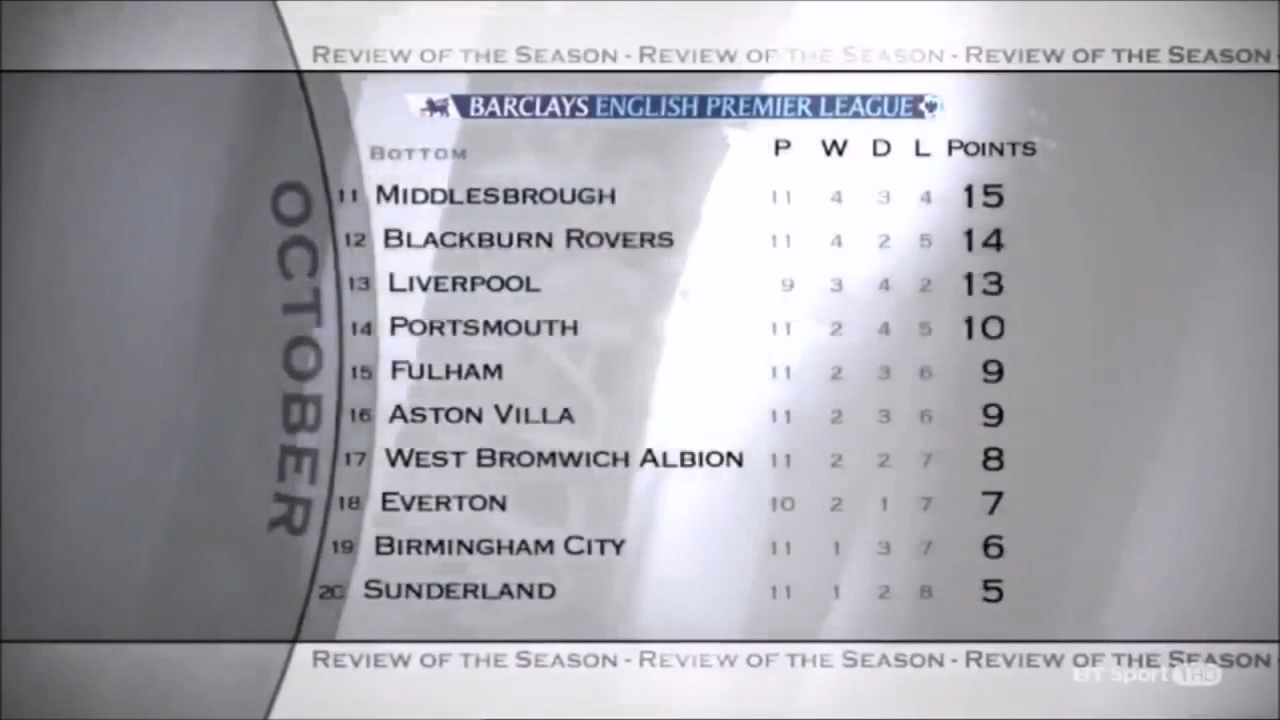 REVIEW OF THE SEASON - REVIEW OF THE SEASON - REVIEW OF THE SEASON
BARCLAYS ENGLISH PREMIER LEAGUE
BOTTOM P W D L POINTS
11 MIDDLESBROUGH 11 4 3 4 15
12 BLACKBURN ROVERS 11 4 2 5 14
13 LIVERPOOL 9 3 4 2 13
14 PORTSMOUTH 11 2 4 5 10
15 FULHAM 11 2 3 6 9
16 ASTON VILLA 11 2 3 6 9
17 WEST BROMWICH ALBION 11 2 2 7 8
18 EVERTON 10 2 1 7 7
19 BIRMINGHAM CITY 11 1 3 7 6
20 SUNDERLAND 11 1 2 8 5
OCTOBER
REVIEW OF THE SEASON - REVIEW OF THE SEASON - REVIEW OF THE SEASON
BT Sport 1HD